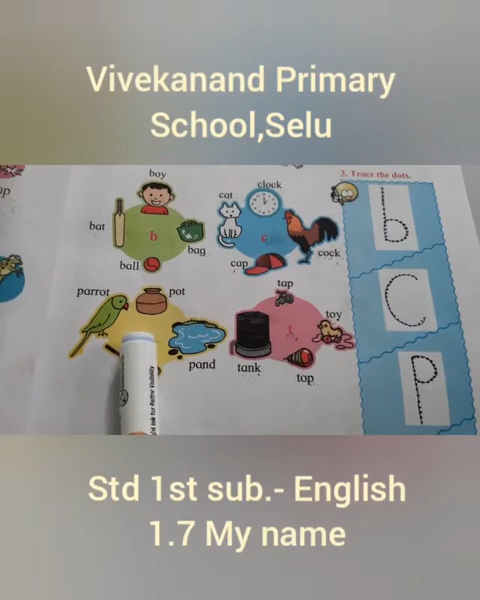 Vivekanand Primary
School,Selu
3. Trace the dots.
boy
bat
b
bag
ball
cat
clock
c
cap
cock
parrot
pot
pond
tap
toy
t
tank
top
b
C
P
Std 1st sub.- English
1.7 My name